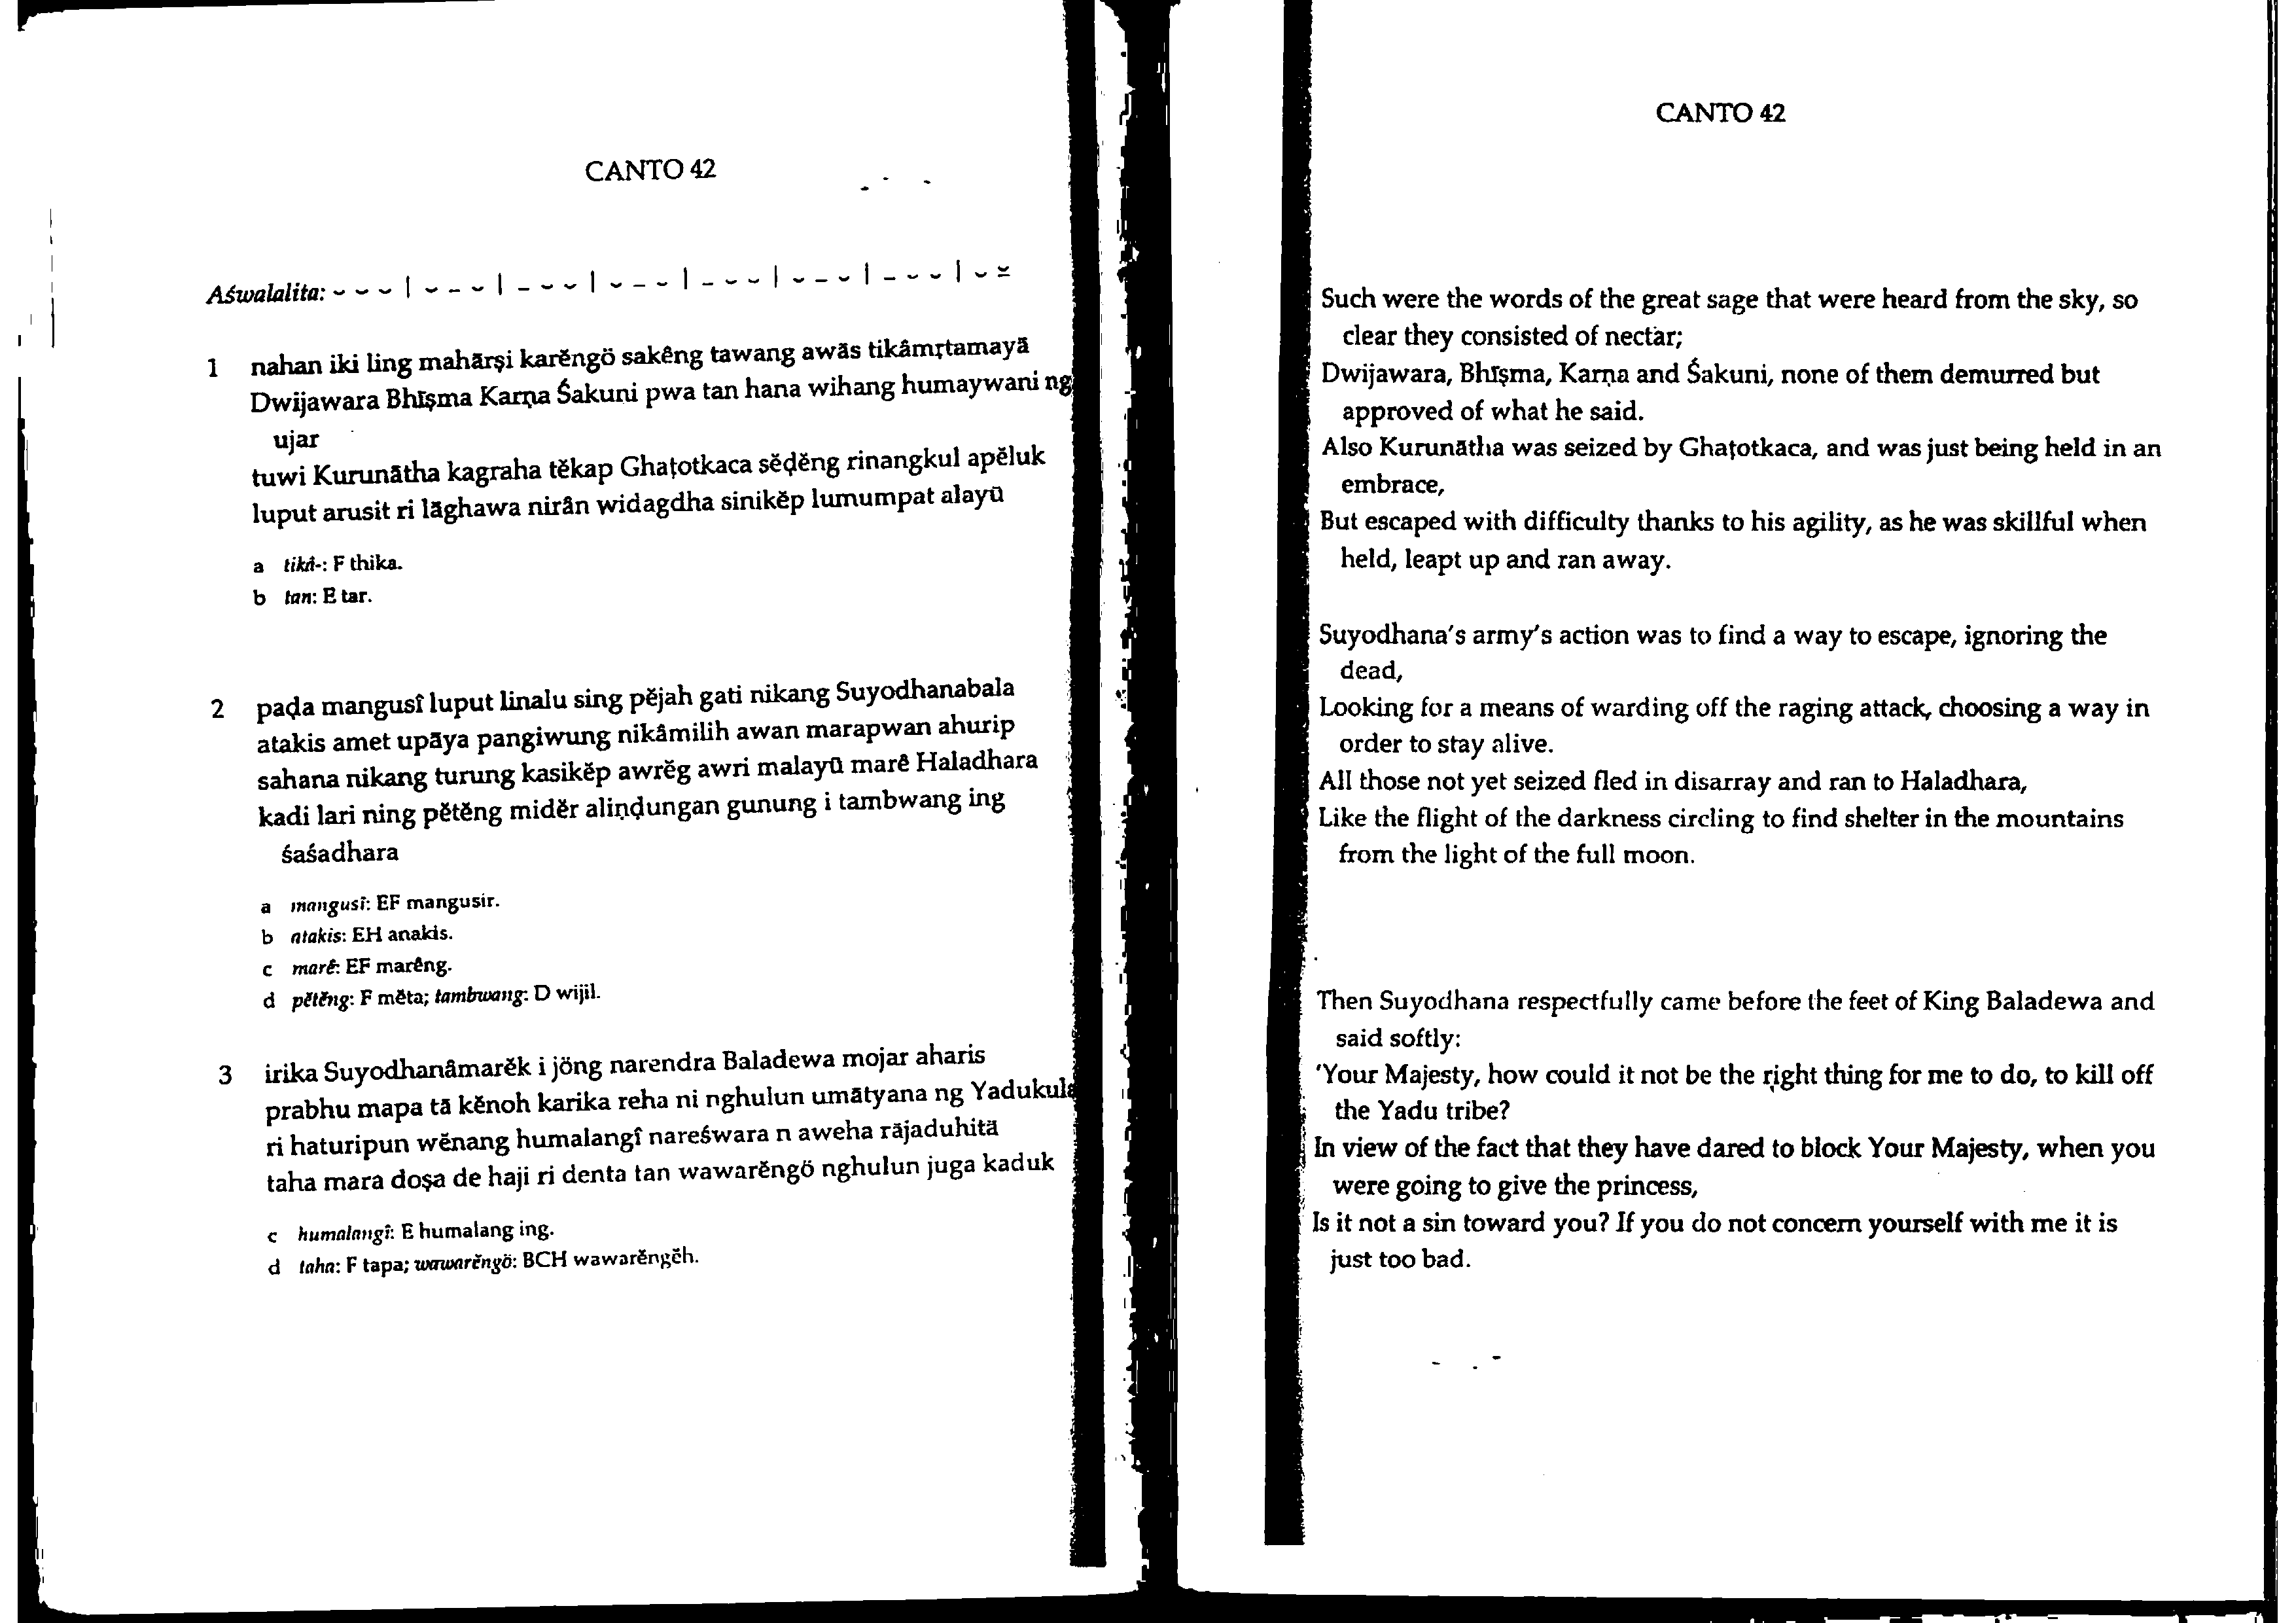 CANTO 42
Aśwalalita: ⏑ ⏑ ⏑ | ⏑ – ⏑ | – ⏑ ⏑ | ⏑ – ⏑ | – ⏑ ⏑ | ⏑ – ⏑ | – ⏑ ⏑ | ⏑ ⏓
1 nahan iki ling mahārṣi karĕngö sakêng tawang awās tikâmṛtamayā
Dwijawara Bhīṣma Karṇa Śakuni pwa tan hana wihang humaywani ng
ujar
tuwi Kurunātha kagraha tĕkap Ghaṭotkaca sĕḍĕng rinangkul apĕluk
luput arusit ri lāghawa nirân widagdha sinikĕp lumumpat alayū
a tikâ-: F thika.
b tan: E tar.
2 paḍa mangusî luput linalu sing pĕjah gati nikang Suyodhanabala
atakis amet upāya pangiwung nikâmilih awan marapwan ahurip
sahana nikang turung kasikĕp awrĕg awri malayū marê Haladhara
kadi lari ning pĕtĕng midĕr aliṇḍungan gunung i tambwang ing
śaśadhara
a mangusî: EF mangusir.
b atakis: EH anakis.
c marê: EF marêng.
d pĕtĕng: F mĕta; tambwang: D wijil.
3 irika Suyodhanâmarĕk i jöng narendra Baladewa mojar aharis
prabhu mapa tā kĕnoh karika reha ni nghulun umātyana ng Yadukula
ri haturipun wĕnang humalangî nareśwara n aweha rājaduhitā
taha mara doṣa de haji ri denta tan wawarĕngö nghulun juga kaduk
c humalangî: E humalang ing.
d taha: F tapa; wawarĕngö: BCH wawarĕngĕh.
CANTO 42
Such were the words of the great sage that were heard from the sky, so
clear they consisted of nectar;
Dwijawara, Bhīṣma, Karṇa and Śakuni, none of them demurred but
approved of what he said.
Also Kurunātha was seized by Ghaṭotkaca, and was just being held in an
embrace,
But escaped with difficulty thanks to his agility, as he was skillful when
held, leapt up and ran away.
Suyodhana's army's action was to find a way to escape, ignoring the
dead,
Looking for a means of warding off the raging attack, choosing a way in
order to stay alive.
All those not yet seized fled in disarray and ran to Haladhara,
Like the flight of the darkness circling to find shelter in the mountains
from the light of the full moon.
Then Suyodhana respectfully came before the feet of King Baladewa and
said softly:
'Your Majesty, how could it not be the right thing for me to do, to kill off
the Yadu tribe?
In view of the fact that they have dared to block Your Majesty, when you
were going to give the princess,
Is it not a sin toward you? If you do not concern yourself with me it is
just too bad.